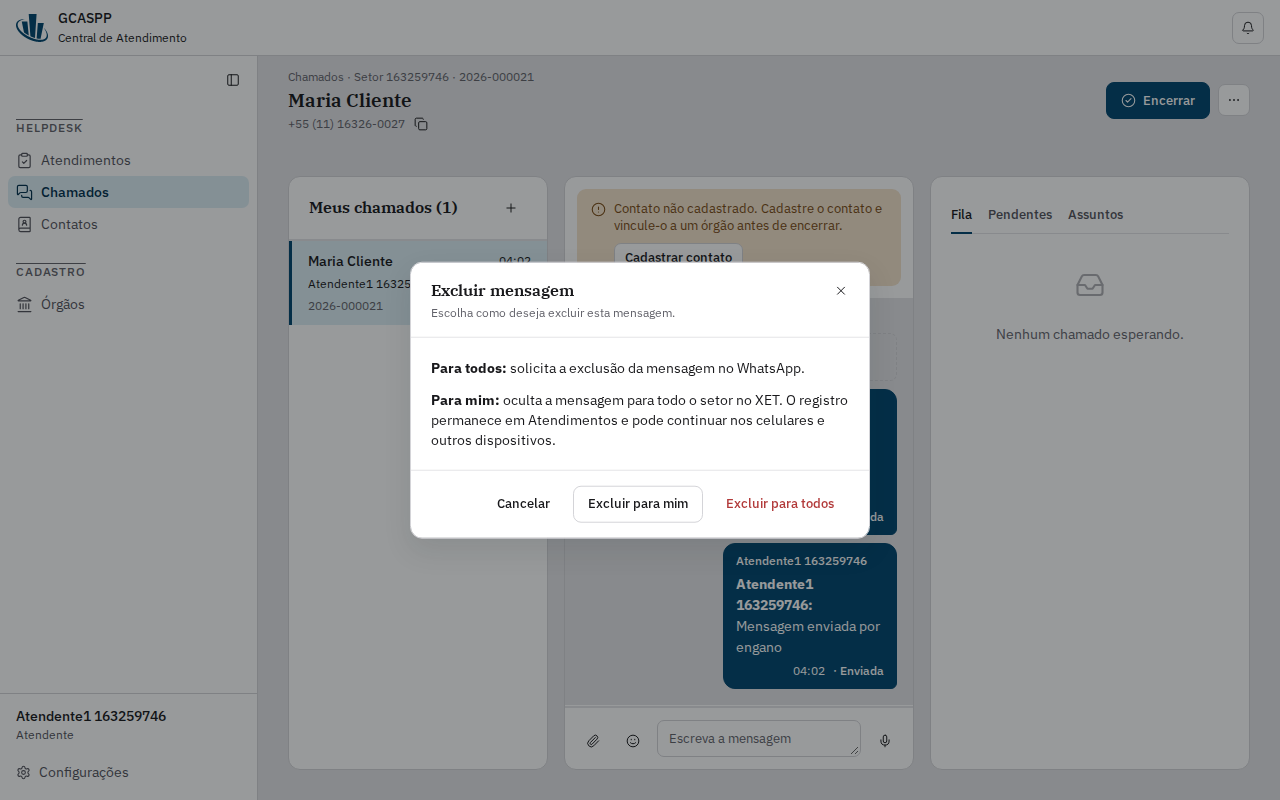 GCASPP
Central de Atendimento
HELPDESK
Atendimentos
Chamados
Contatos
CADASTRO
Órgãos
Atendente1 163259746
Atendente
Configurações
Chamados · Setor 163259746 · 2026-000021
Maria Cliente
+55 (11) 16326-0027
Encerrar
Meus chamados (1)
Maria Cliente
04:02
Atendente1 16325
2026-000021
Contato não cadastrado. Cadastre o contato e
vincule-o a um órgão antes de encerrar.
Cadastrar contato
Excluir mensagem
Escolha como deseja excluir esta mensagem.
Para todos: solicita a exclusão da mensagem no WhatsApp.
Para mim: oculta a mensagem para todo o setor no XET. O registro
permanece em Atendimentos e pode continuar nos celulares e
outros dispositivos.
Cancelar
Excluir para mim
Excluir para todos
da
Atendente1 163259746
Atendente1
163259746:
Mensagem enviada por
engano
04:02 · Enviada
Escreva a mensagem
Fila
Pendentes
Assuntos
Nenhum chamado esperando.